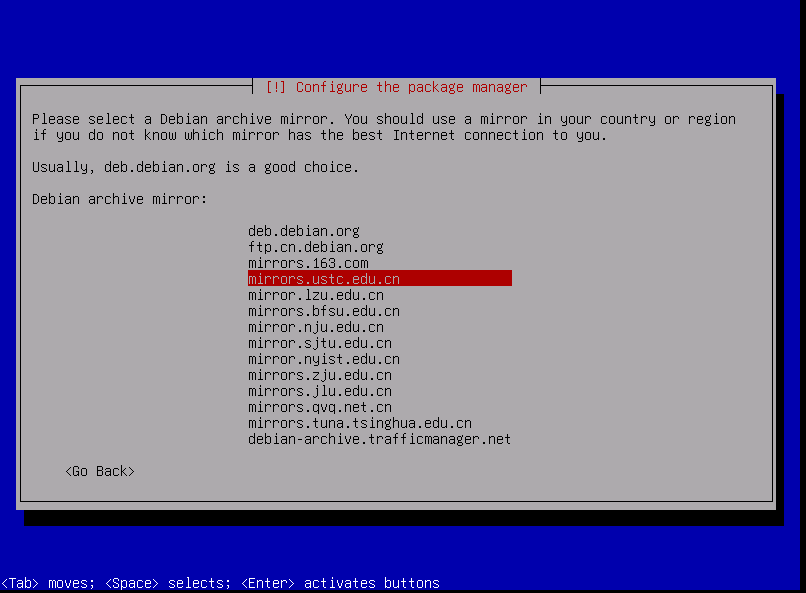 [!] Configure the package manager
Please select a Debian archive mirror. You should use a mirror in your country or region
if you do not know which mirror has the best Internet connection to you.
Usually, deb.debian.org is a good choice.
Debian archive mirror:
deb.debian.org
ftp.cn.debian.org
mirrors.163.com
mirrors.ustc.edu.cn
mirror.lzu.edu.cn
mirrors.bfsu.edu.cn
mirror.nju.edu.cn
mirror.sjtu.edu.cn
mirror.nyist.edu.cn
mirrors.zju.edu.cn
mirrors.jlu.edu.cn
mirrors.qvq.net.cn
mirrors.tuna.tsinghua.edu.cn
debian-archive.trafficmanager.net
<Go Back>
<Tab> moves; <Space> selects; <Enter> activates buttons